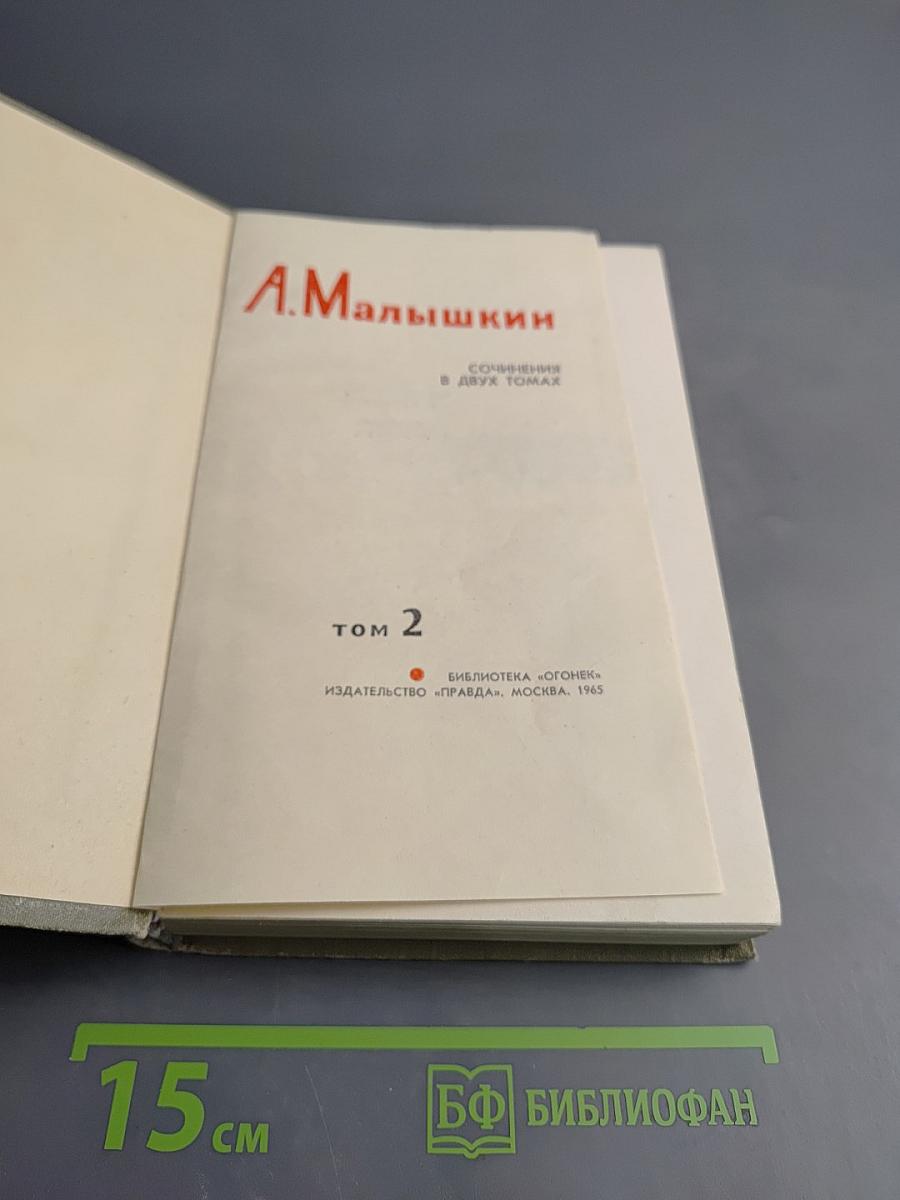 А. Малышкин
СОЧИНЕНИЯ
В ДВУХ ТОМАХ
том 2
БИБЛИОТЕКА «ОГОНЕК»
ИЗДАТЕЛЬСТВО «ПРАВДА». МОСКВА. 1965
15 см
БФ БИБЛИОФАН